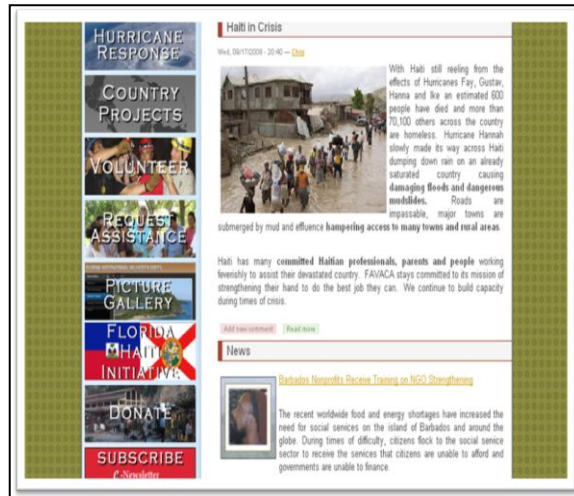 HURRICANE
RESPONSE
COUNTRY
PROJECTS
VOLUNTEER
REQUEST
ASSISTANCE
PICTURE
GALLERY
FLORIDA
HAITI
INITIATIVE
DONATE
SUBSCRIBE
e-Newsletter
Haiti in Crisis
Wed, 09/17/2008 - 20:40 — Chris
With Haiti still reeling from the
effects of Hurricanes Fay, Gustav,
Hanna and Ike an estimated 600
people have died and more than
70,100 others across the country
are homeless. Hurricane Hannah
slowly made its way across Haiti
dumping down rain on an already
saturated country causing
damaging floods and dangerous
mudslides. Roads are
impassable, major towns are
submerged by mud and effluence hampering access to many towns and rural areas.
Haiti has many committed Haitian professionals, parents and people working
feverishly to assist their devastated country. FAVACA stays committed to its mission of
strengthening their hand to do the best job they can. We continue to build capacity
during times of crisis.
Add new comment Read more
News
Barbados Nonprofits Receive Training on NGO Strengthening
The recent worldwide food and energy shortages have increased the
need for social services on the island of Barbados and around the
globe. During times of difficulty, citizens flock to the social service
sector to receive the services that citizens are unable to afford and
governments are unable to finance.